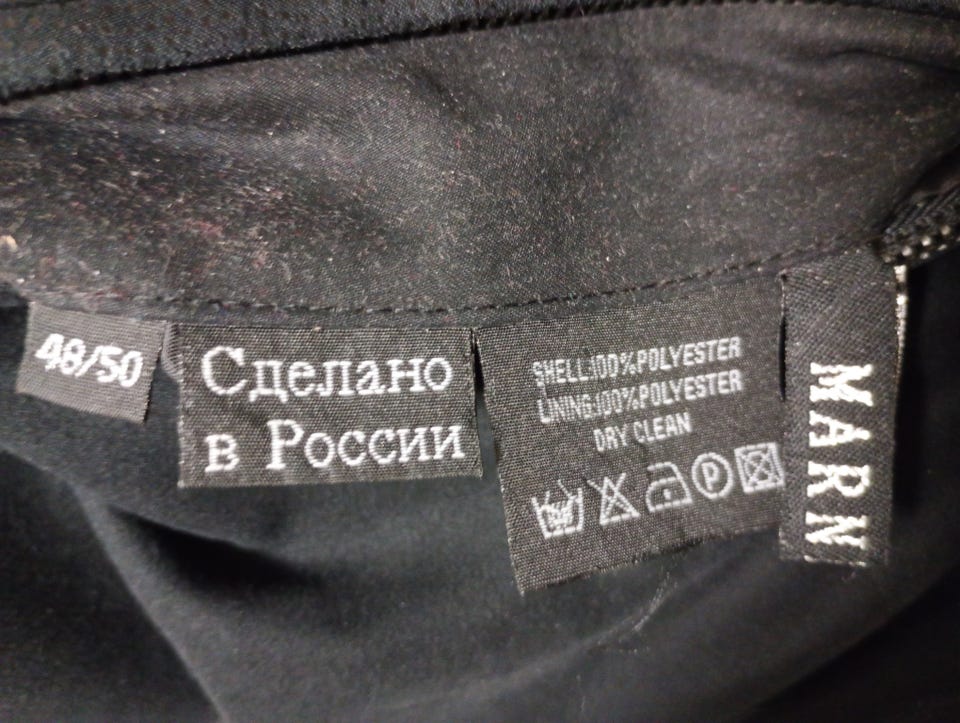 48/50
Сделано
в России
SHELL:100%POLYESTER
LINING:100%POLYESTER
DRY CLEAN
P
MARN